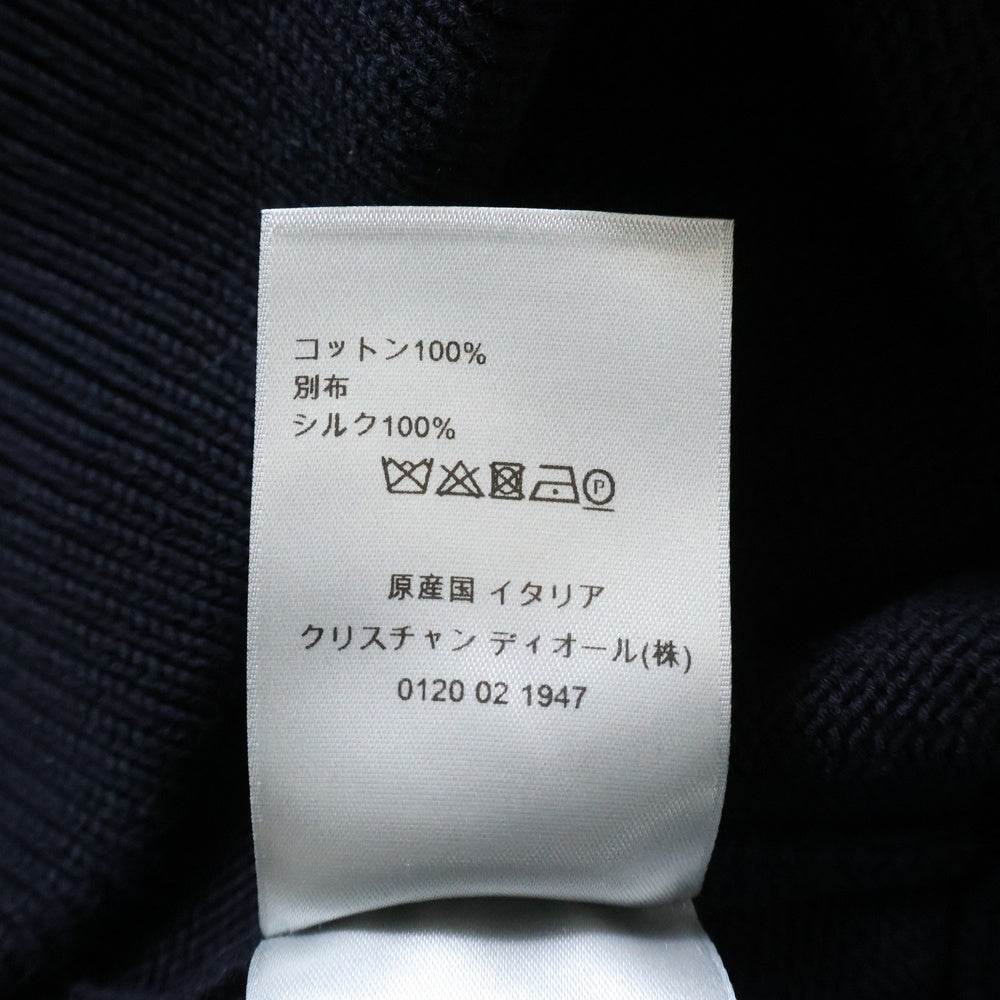 コットン100%
別布
シルク100%
P
原産国 イタリア
クリスチャン ディオール(株)
0120 02 1947